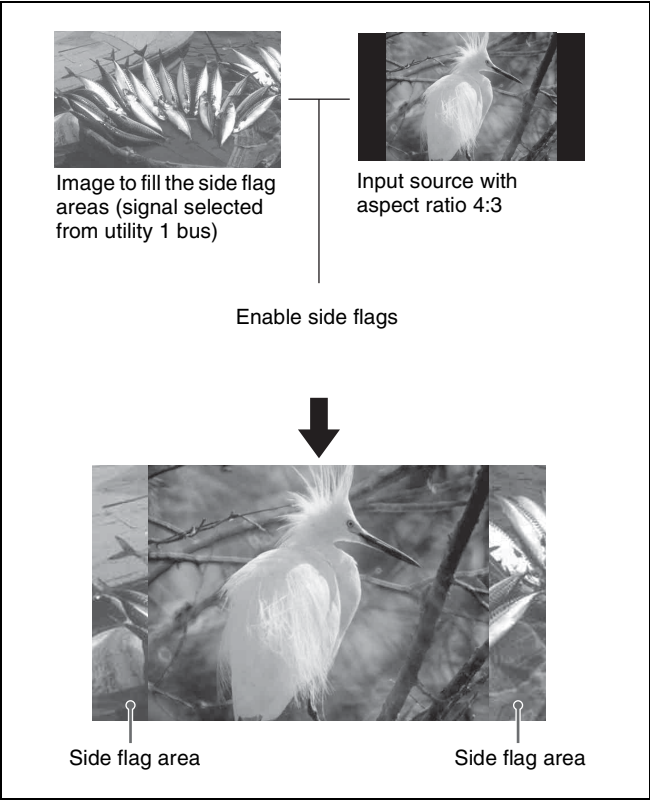 Image to fill the side flag
areas (signal selected
from utility 1 bus)
Input source with
aspect ratio 4:3
Enable side flags
Side flag area
Side flag area